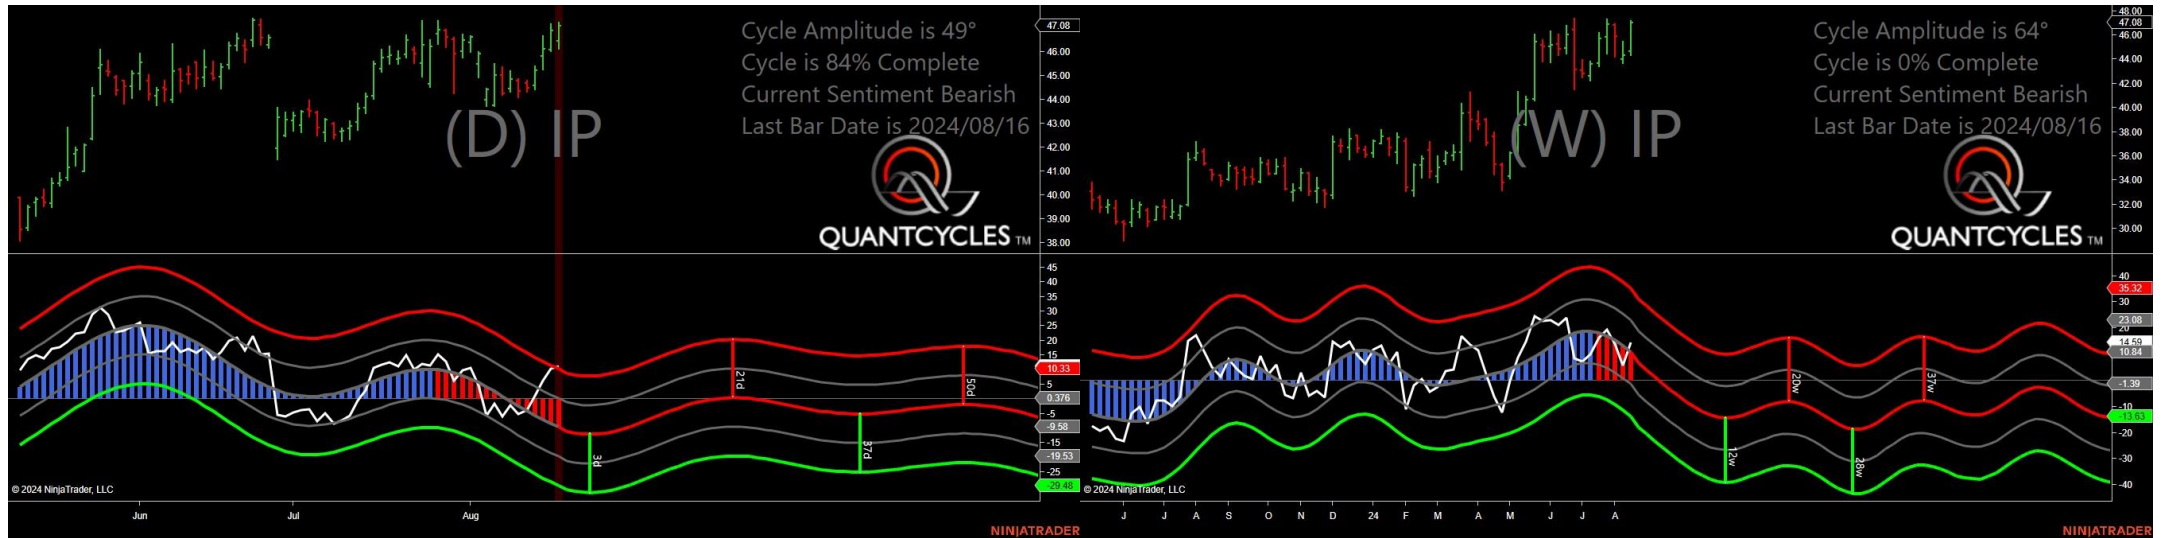 Cycle Amplitude is 49°
Cycle is 84% Complete
Current Sentiment Bearish
Last Bar Date is 2024/08/16
(D) IP
QUANTCYCLES TM
47.08
46.00
45.00
44.00
43.00
42.00
41.00
40.00
39.00
38.00
45
40
35
30
25
20
15
10.33
5
0.376
-5
-9.58
-15
-19.53
-25
-29.48
3d
21d
37d
50d
© 2024 NinjaTrader, LLC
Jun Jul Aug
NINJATRADER
Cycle Amplitude is 64°
Cycle is 0% Complete
Current Sentiment Bearish
Last Bar Date is 2024/08/16
(W) IP
QUANTCYCLES TM
48.00
47.08
46.00
44.00
42.00
40.00
38.00
36.00
34.00
32.00
30.00
40
35.32
30
23.08
20
14.59
10.84
-1.39
-10
-13.63
-20
-30
-40
12w
20w
28w
37w
© 2024 NinjaTrader, LLC
J J A S O N D 24 F M A M J J A
NINJATRADER